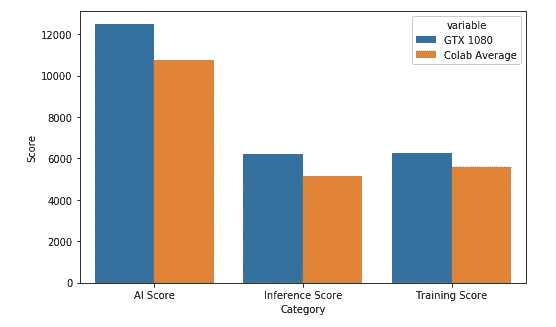 variable
GTX 1080
Colab Average
Score
12000
10000
8000
6000
4000
2000
0
AI Score
Inference Score
Training Score
Category